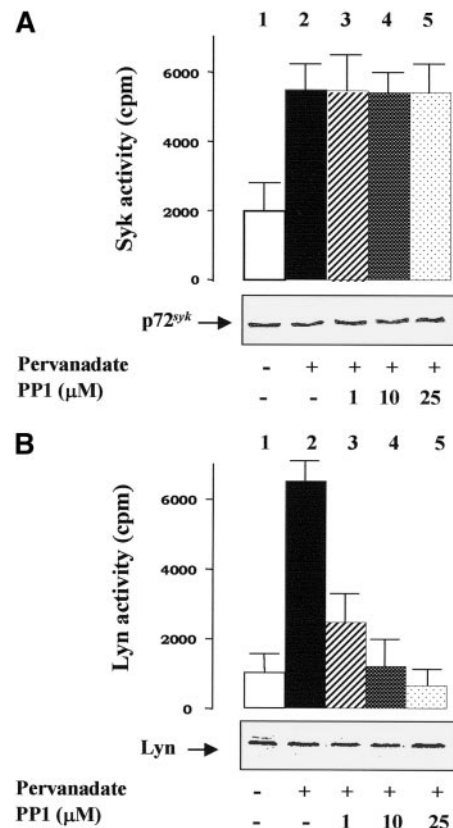 A
1 2 3 4 5
Syk activity (cpm)
6000
4000
2000
0
p72syk
Pervanadate - + + + +
PP1 (μM) - - 1 10 25
B
1 2 3 4 5
Lyn activity (cpm)
6000
4000
2000
0
Lyn
Pervanadate - + + + +
PP1 (μM) - - 1 10 25